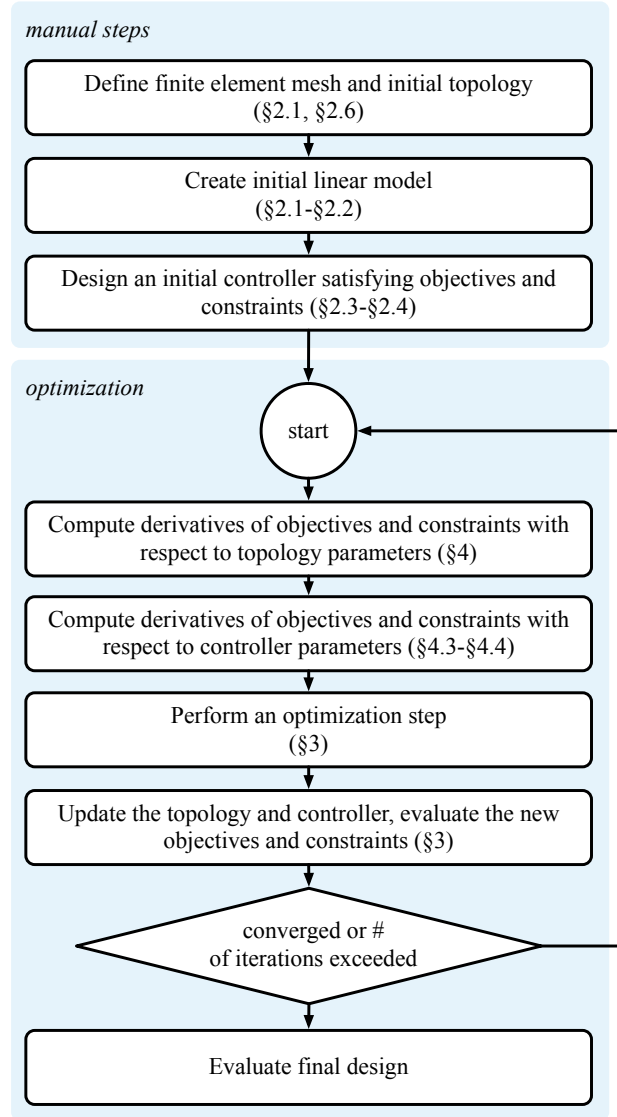 manual steps
Define finite element mesh and initial topology
(§2.1, §2.6)
Create initial linear model
(§2.1-§2.2)
Design an initial controller satisfying objectives and
constraints (§2.3-§2.4)
optimization
start
Compute derivatives of objectives and constraints with
respect to topology parameters (§4)
Compute derivatives of objectives and constraints with
respect to controller parameters (§4.3-§4.4)
Perform an optimization step
(§3)
Update the topology and controller, evaluate the new
objectives and constraints (§3)
converged or #
of iterations exceeded
Evaluate final design